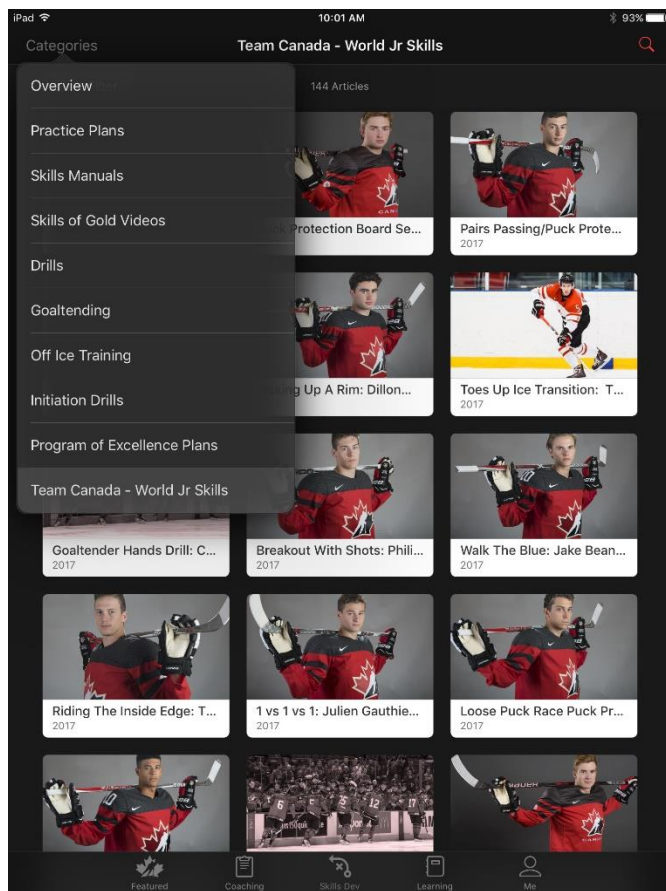 iPad
10:01 AM
93%
Categories
Team Canada - World Jr Skills
144 Articles
Overview
Practice Plans
Skills Manuals
Skills of Gold Videos
Drills
Goaltending
Off Ice Training
Initiation Drills
Program of Excellence Plans
Team Canada - World Jr Skills
Protection Board Se...
Pairs Passing/Puck Prote...
2017
Up A Rim: Dillon...
Toes Up Ice Transition: T...
2017
Goaltender Hands Drill: C...
2017
Breakout With Shots: Phili...
2017
Walk The Blue: Jake Bean...
2017
Riding The Inside Edge: T...
2017
1 vs 1 vs 1: Julien Gauthie...
2017
Loose Puck Race Puck Pr...
2017
6 25 12 17
Featured
Coaching
Skills Dev
Learning
Me